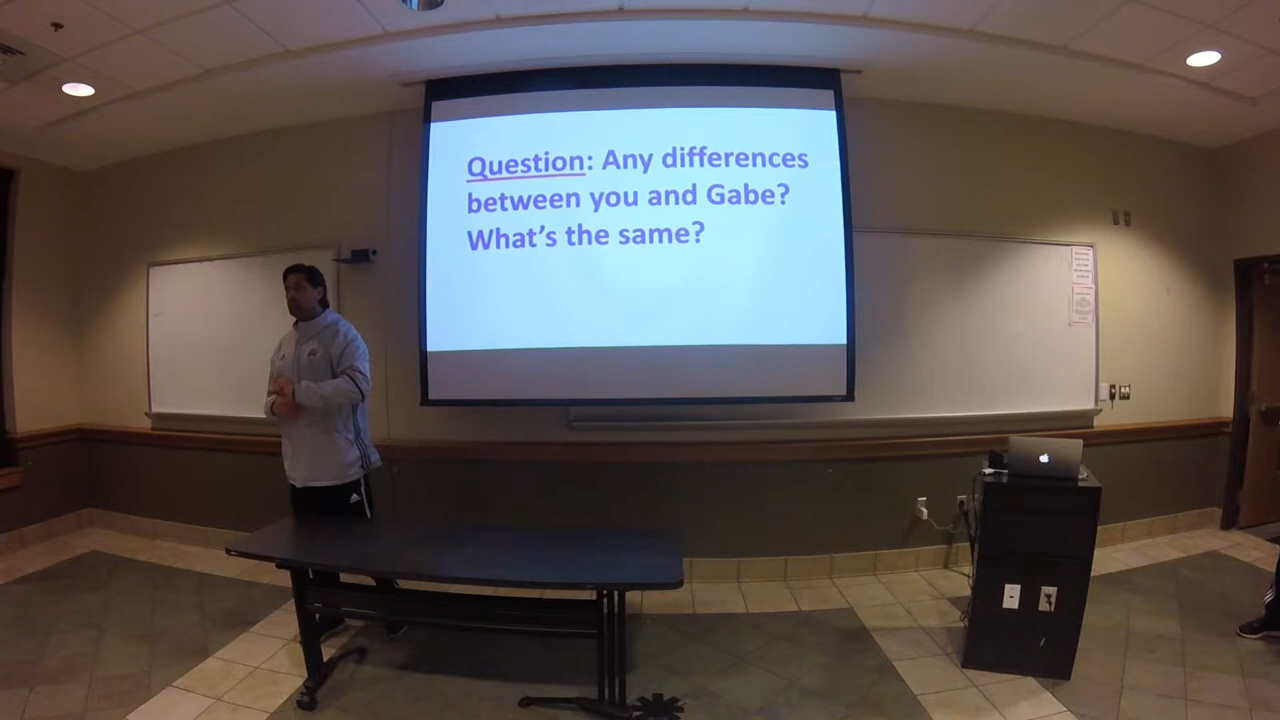 Question: Any differences
between you and Gabe?
What's the same?